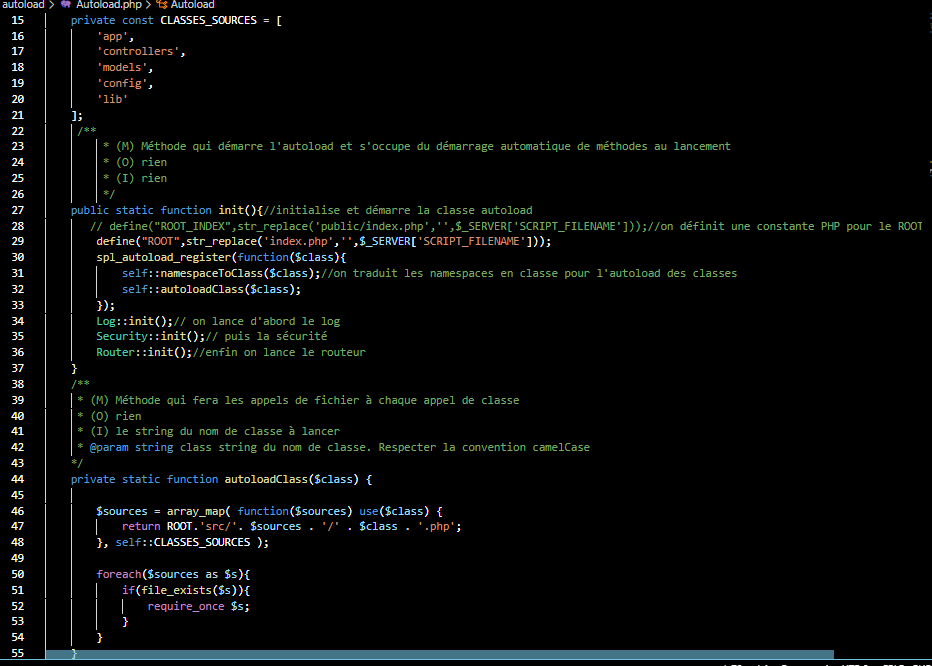 autoload > Autoload.php > Autoload
15 private const CLASSES_SOURCES = [
16 'app',
17 'controllers',
18 'models',
19 'config',
20 'lib'
21 ];
22 /**
23 * (M) Méthode qui démarre l'autoload et s'occupe du démarrage automatique de méthodes au lancement
24 * (O) rien
25 * (I) rien
26 */
27 public static function init(){//initialise et démarre la classe autoload
28 // define("ROOT_INDEX",str_replace('public/index.php','',$_SERVER['SCRIPT_FILENAME']));//on définit une constante PHP pour le ROOT
29 define("ROOT",str_replace('index.php','',$_SERVER['SCRIPT_FILENAME']));
30 spl_autoload_register(function($class){
31 self::namespaceToClass($class);//on traduit les namespaces en classe pour l'autoload des classes
32 self::autoloadClass($class);
33 });
34 Log::init();// on lance d'abord le log
35 Security::init();// puis la sécurité
36 Router::init();//enfin on lance le routeur
37 }
38 /**
39 * (M) Méthode qui fera les appels de fichier à chaque appel de classe
40 * (O) rien
41 * (I) le string du nom de classe à lancer
42 * @param string class string du nom de classe. Respecter la convention camelCase
43 */
44 private static function autoloadClass($class) {
45
46 $sources = array_map( function($sources) use($class) {
47 return ROOT.'src/'. $sources . '/' . $class . '.php';
48 }, self::CLASSES_SOURCES );
49
50 foreach($sources as $s){
51 if(file_exists($s)){
52 require_once $s;
53 }
54 }
55 }